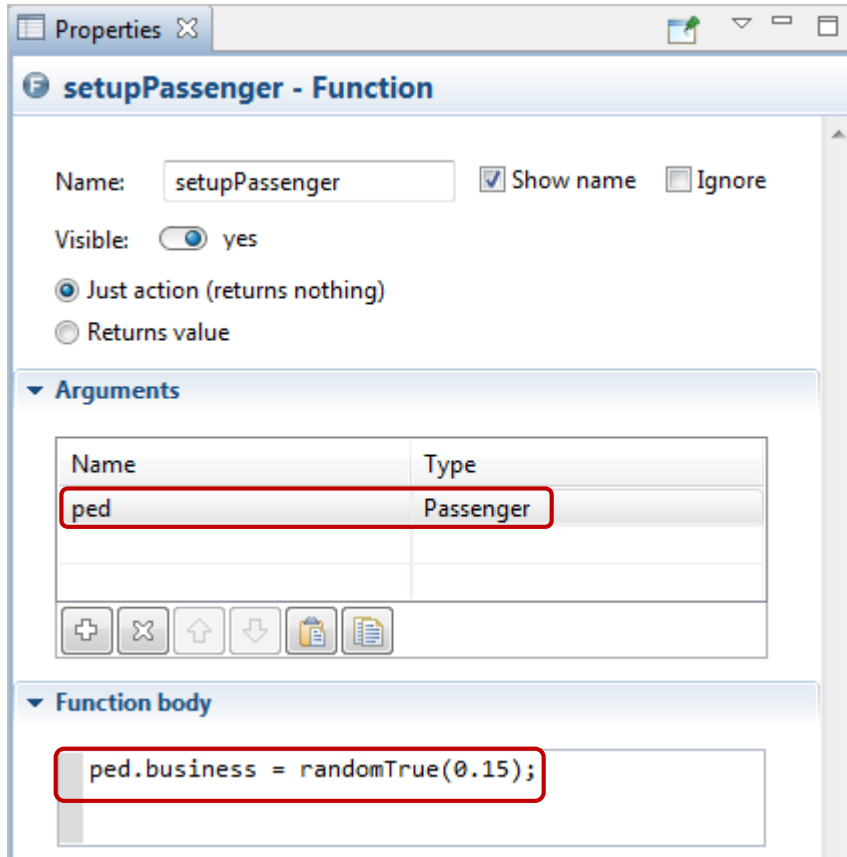 Properties
setupPassenger - Function
Name: setupPassenger Show name Ignore
Visible: yes
Just action (returns nothing)
Returns value
Arguments
Name Type
ped Passenger
Function body
ped.business = randomTrue(0.15);